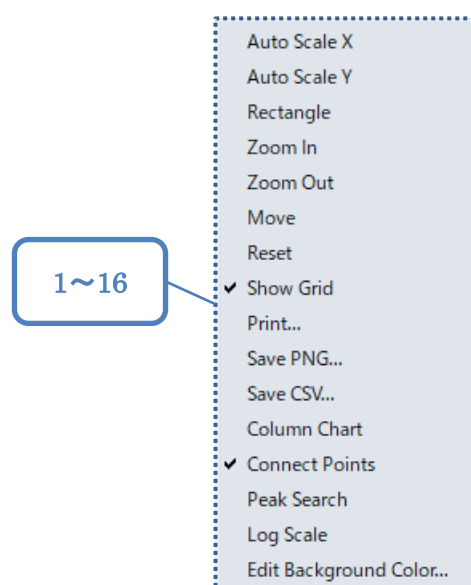 Auto Scale X
Auto Scale Y
Rectangle
Zoom In
Zoom Out
Move
Reset
1～16
Show Grid
Print...
Save PNG...
Save CSV...
Column Chart
Connect Points
Peak Search
Log Scale
Edit Background Color...